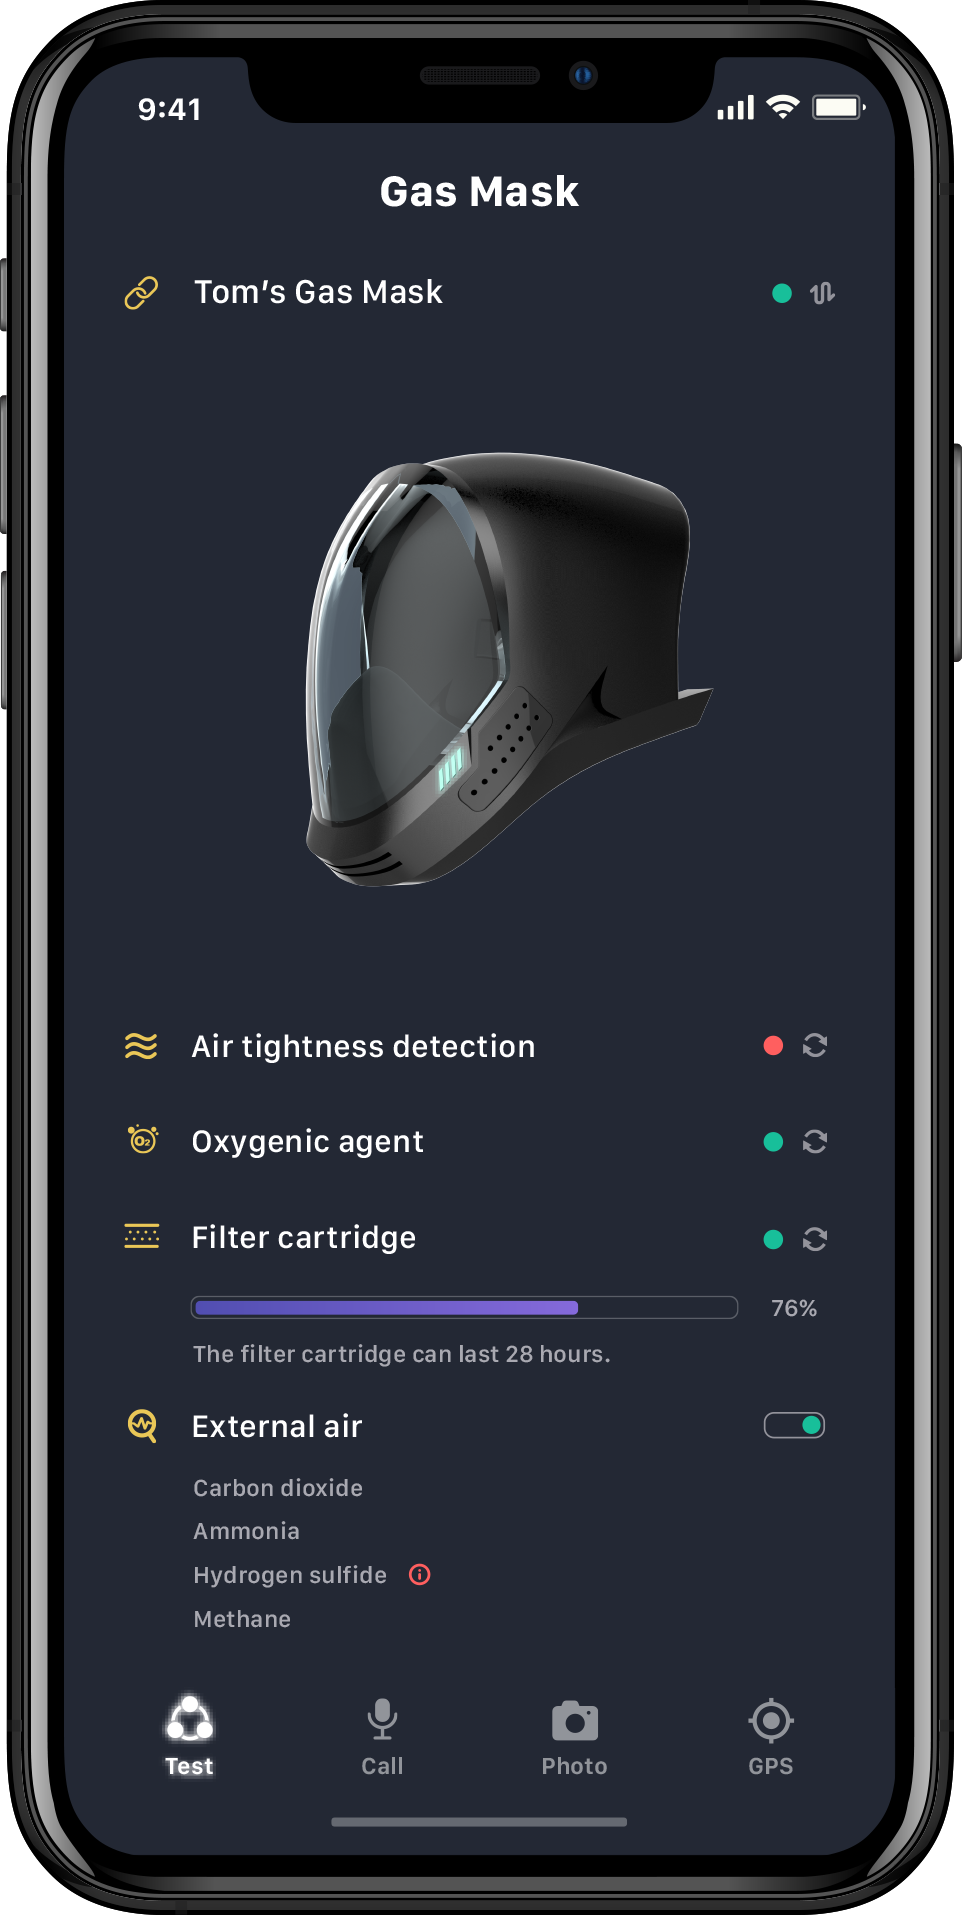 9:41
Gas Mask
Tom's Gas Mask
Air tightness detection
O2
Oxygenic agent
Filter cartridge
76%
The filter cartridge can last 28 hours.
External air
Carbon dioxide
Ammonia
Hydrogen sulfide
Methane
Test
Call
Photo
GPS